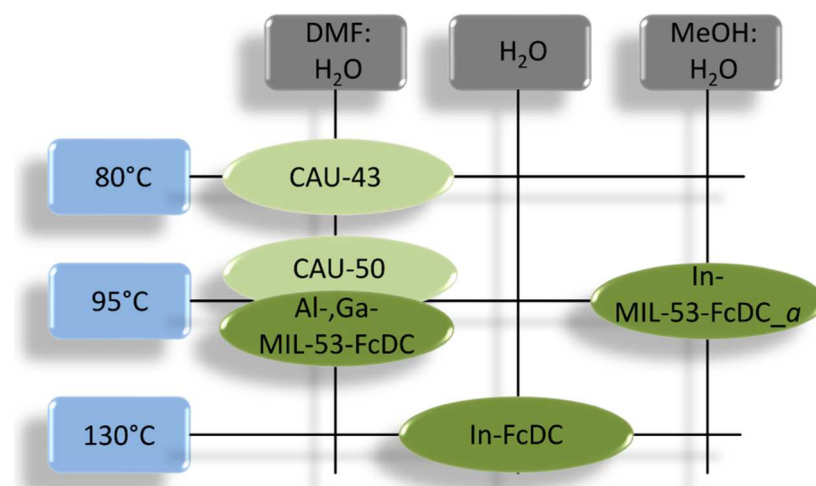 DMF:
H₂O
H₂O
MeOH:
H₂O
80°C
CAU-43
95°C
CAU-50
Al-,Ga-
MIL-53-FcDC
In-
MIL-53-FcDC_a
130°C
In-FcDC